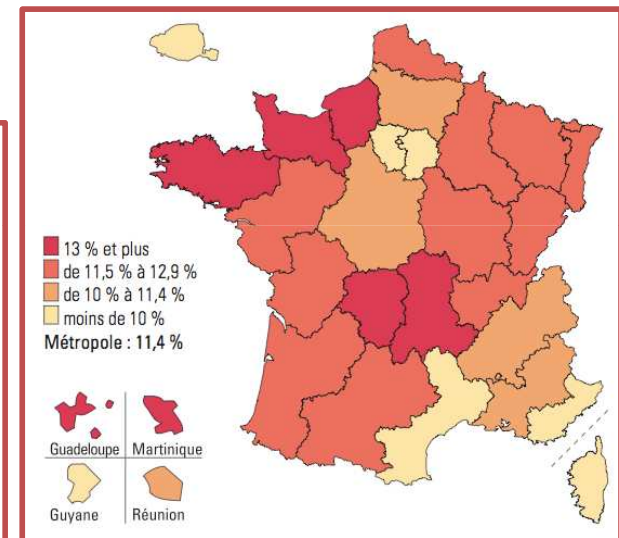 13 % et plus
de 11,5 % à 12,9 %
de 10 % à 11,4 %
moins de 10 %
Métropole : 11,4 %
Guadeloupe
Martinique
Guyane
Réunion